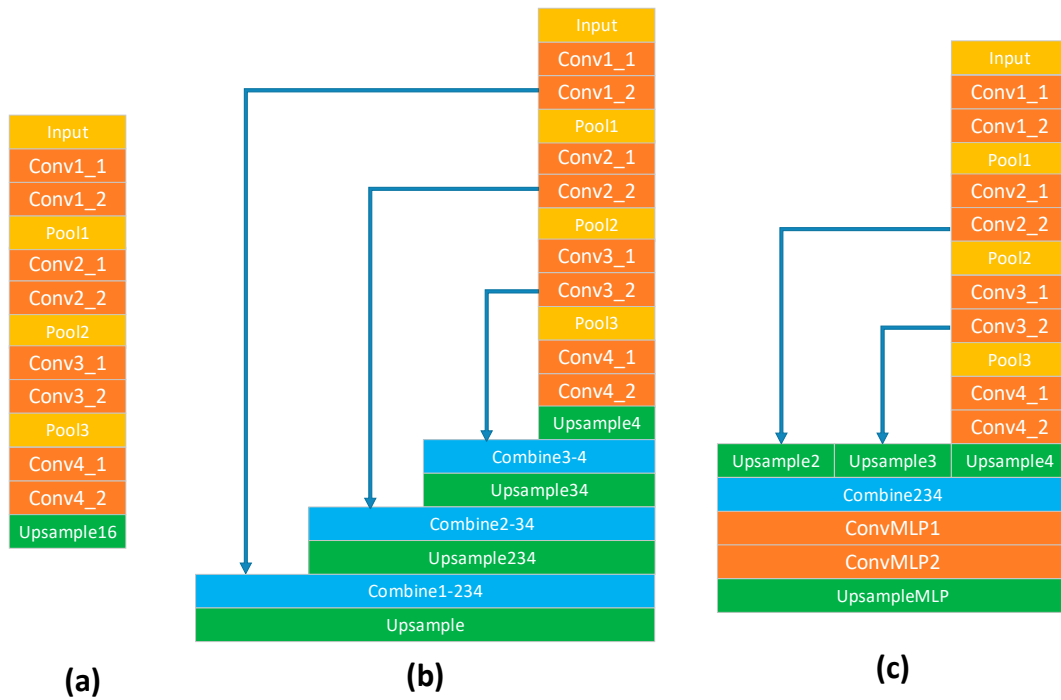 Input
Conv1_1
Conv1_2
Pool1
Conv2_1
Conv2_2
Pool2
Conv3_1
Conv3_2
Pool3
Conv4_1
Conv4_2
Upsample16
(a)
Input
Conv1_1
Conv1_2
Pool1
Conv2_1
Conv2_2
Pool2
Conv3_1
Conv3_2
Pool3
Conv4_1
Conv4_2
Upsample4
Combine3-4
Upsample34
Combine2-34
Upsample234
Combine1-234
Upsample
(b)
Input
Conv1_1
Conv1_2
Pool1
Conv2_1
Conv2_2
Pool2
Conv3_1
Conv3_2
Pool3
Conv4_1
Conv4_2
Upsample2 Upsample3 Upsample4
Combine234
ConvMLP1
ConvMLP2
UpsampleMLP
(c)